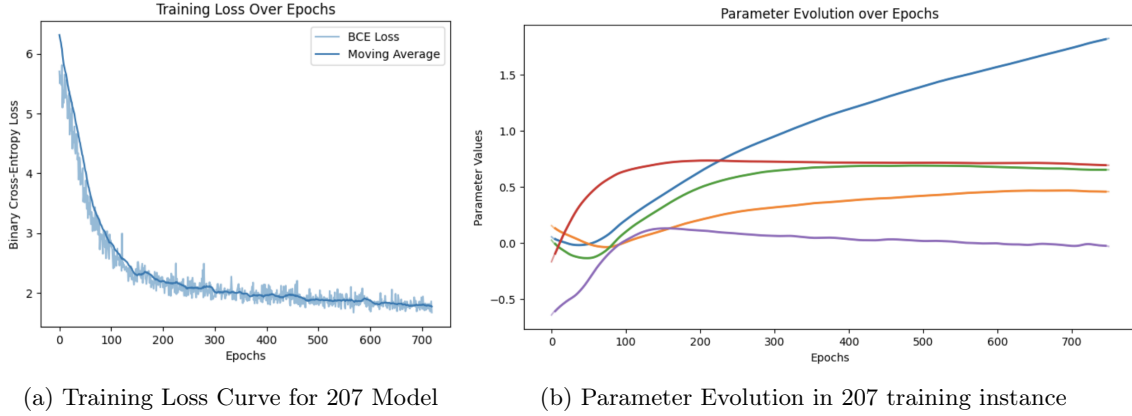 Training Loss Over Epochs
BCE Loss
Moving Average
Binary Cross-Entropy Loss
6
5
4
3
2
0 100 200 300 400 500 600 700
Epochs
(a) Training Loss Curve for 207 Model
Parameter Evolution over Epochs
Parameter Values
1.5
1.0
0.5
0.0
−0.5
0 100 200 300 400 500 600 700
Epochs
(b) Parameter Evolution in 207 training instance